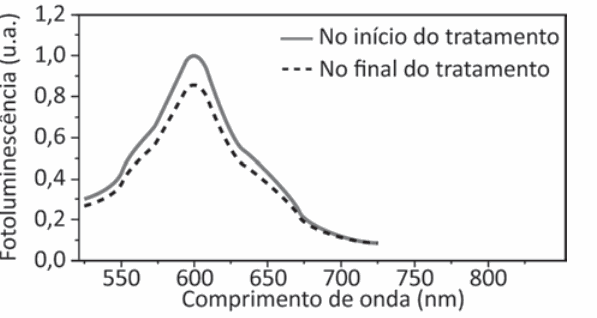 Fotoluminescência (u.a.)
1,2
1,0
0,8
0,6
0,4
0,2
0,0
No início do tratamento
No final do tratamento
550 600 650 700 750 800
Comprimento de onda (nm)